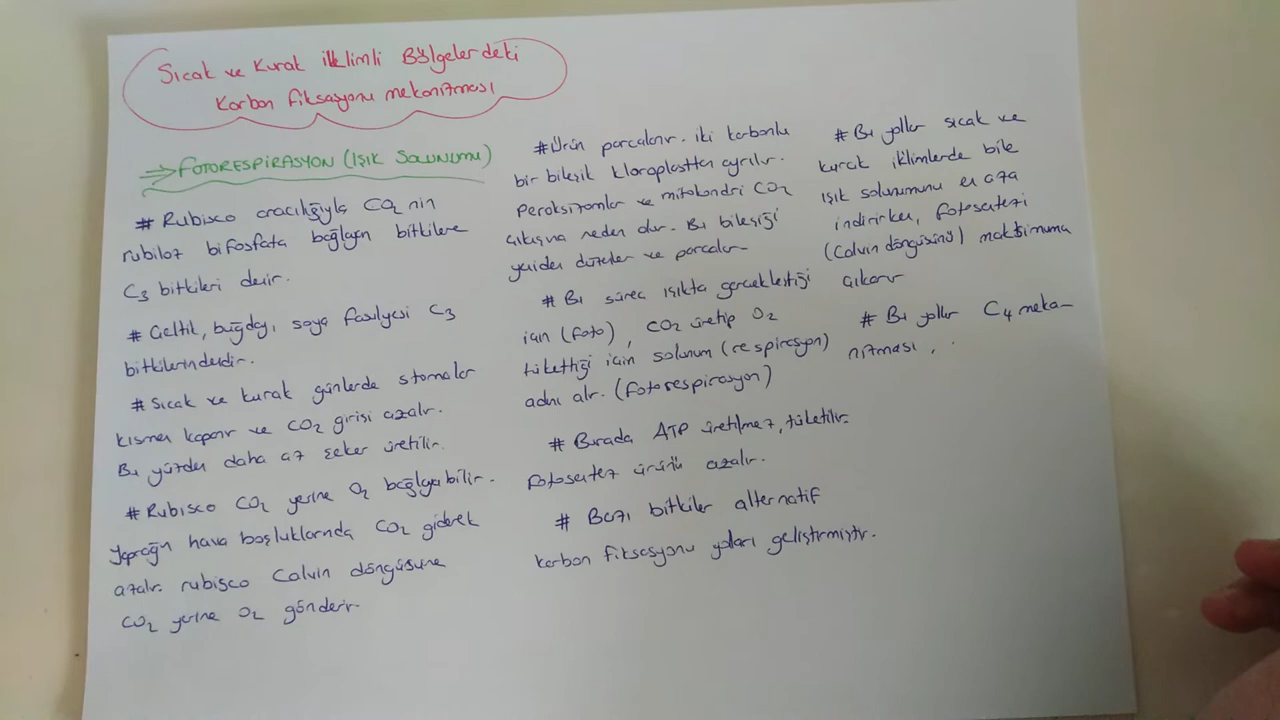 Sıcak ve Kurak iklimli Bölgelerdeki
Karbon Fiksasyonu mekanizması
⇒ FOTORESPİRASYON (IŞIK SOLUNUMU)
# Rubisco aracılığıyla CO₂ nin
rubiloz bifosfata bağlayan bitkilere
C₃ bitkileri denir.
# Çeltik, buğday, soya fasülyesi C₃
bitkilerindendir.
# Sıcak ve kurak günlerde stomalar
kısmen kapanır ve CO₂ girişi azalır.
Bu yüzden daha az şeker üretilir.
# Rubisco CO₂ yerine O₂ bağlayabilir.
Yaprağın hava boşluklarında CO₂ giderek
azalır. rubisco Calvin döngüsüne
CO₂ yerine O₂ gönderir.
# Ürün parçalanır. iki karbonlu
bir bileşik kloroplasttan ayrılır.
Peroksizomlar ve mitokondri CO₂
çıkışına neden olur. Bu bileşiği
yeniden düzenler ve parçalar
# Bu süreç ışıkta gerçekleştiği
için (foto), CO₂ üretip O₂
tükettiği için solunum (respirasyon)
adını alır. (fotorespirasyon)
# Burada ATP üretilmez, tüketilir.
Fotosentez ürünü azalır.
# Bazı bitkiler alternatif
karbon fiksasyonu yolları geliştirmiştir.
# Bu yollar sıcak ve
kurak iklimlerde bile
ışık solunumunu en aza
indirirken, fotosentezi
(Calvin döngüsünü) maksimuma
çıkarır
# Bu yollar C₄ meka-
nizması,